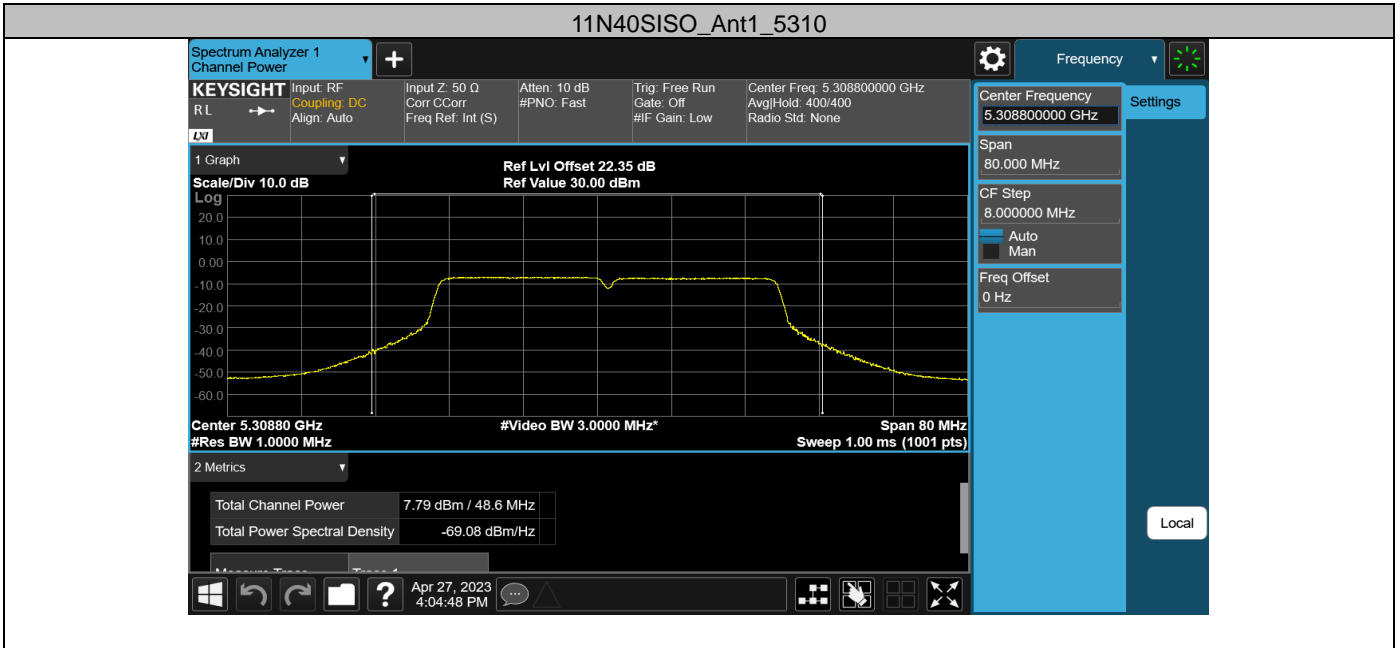 11N40SISO_Ant1_5310
Spectrum Analyzer 1
Channel Power
+
Frequency
KEYSIGHT
R L
LXI
Input: RF
Coupling: DC
Align: Auto
Input Z: 50 Ω
Corr CCorr
Freq Ref: Int (S)
Atten: 10 dB
#PNO: Fast
Trig: Free Run
Gate: Off
#IF Gain: Low
Center Freq: 5.308800000 GHz
Avg|Hold: 400/400
Radio Std: None
Center Frequency
5.308800000 GHz
Settings
Span
80.000 MHz
CF Step
8.000000 MHz
Auto
Man
Freq Offset
0 Hz
Local
1 Graph
Scale/Div 10.0 dB
Ref Lvl Offset 22.35 dB
Ref Value 30.00 dBm
Log
20.0
10.0
0.00
-10.0
-20.0
-30.0
-40.0
-50.0
-60.0
Center 5.30880 GHz
#Video BW 3.0000 MHz*
Span 80 MHz
#Res BW 1.0000 MHz
Sweep 1.00 ms (1001 pts)
2 Metrics
Total Channel Power 7.79 dBm / 48.6 MHz
Total Power Spectral Density -69.08 dBm/Hz
Measure Trace Trace 1
?
Apr 27, 2023
4:04:48 PM